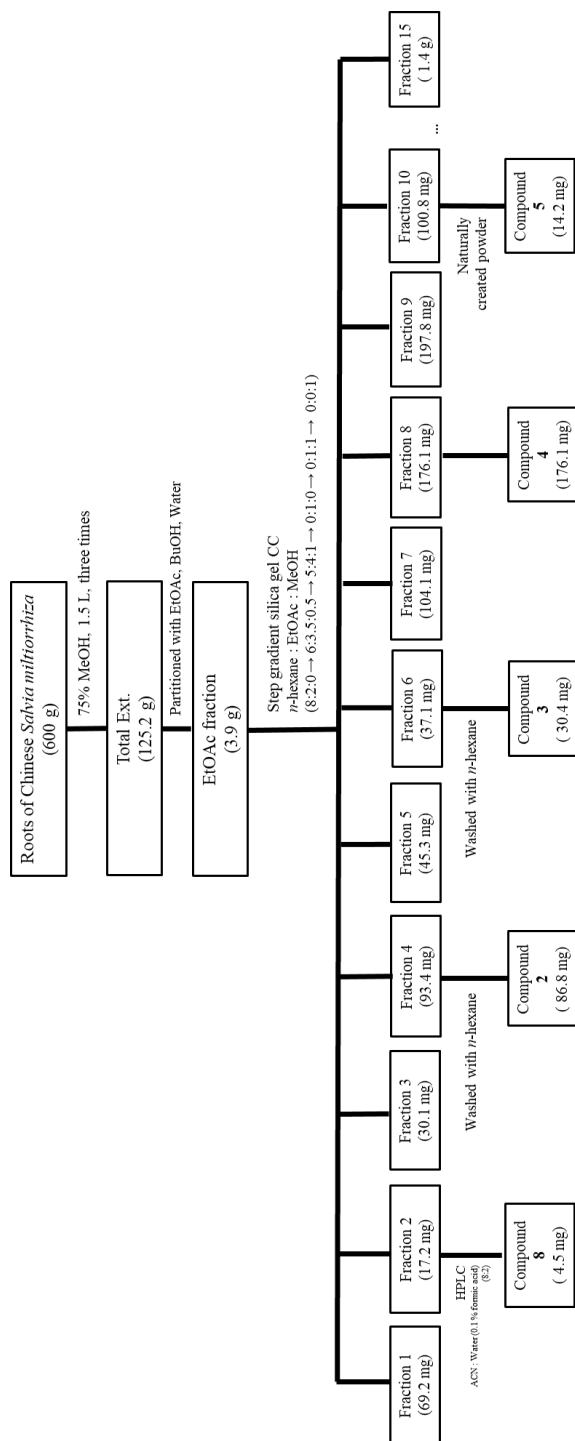 Roots of Chinese Salvia miltiorrhiza
(600 g)
75% MeOH, 1.5 L, three times
Total Ext.
(125.2 g)
Partitioned with EtOAc, BuOH, Water
EtOAc fraction
(3.9 g)
Step gradient silica gel CC
n-hexane : EtOAc : MeOH
(8:2:0→ 6:3.5:0.5→ 5:4:1→ 0:1:0→ 0:1:1→ 0:0:1)
Fraction 1
(69.2 mg)
Fraction 2
(17.2 mg)
Fraction 3
(30.1 mg)
Fraction 4
(93.4 mg)
Fraction 5
(45.3 mg)
Fraction 6
(37.1 mg)
Fraction 7
(104.1 mg)
Fraction 8
(176.1 mg)
Fraction 9
(197.8 mg)
Fraction 10
(100.8 mg)
...
Fraction 15
( 1.4 g)
HPLC
ACN : Water (0.1 % formic acid)
(8:2)
Washed with n-hexane
Washed with n-hexane
Naturally
created powder
Compound
8
( 4.5 mg)
Compound
2
( 86.8 mg)
Compound
3
( 30.4 mg)
Compound
4
(176.1 mg)
Compound
5
(14.2 mg)